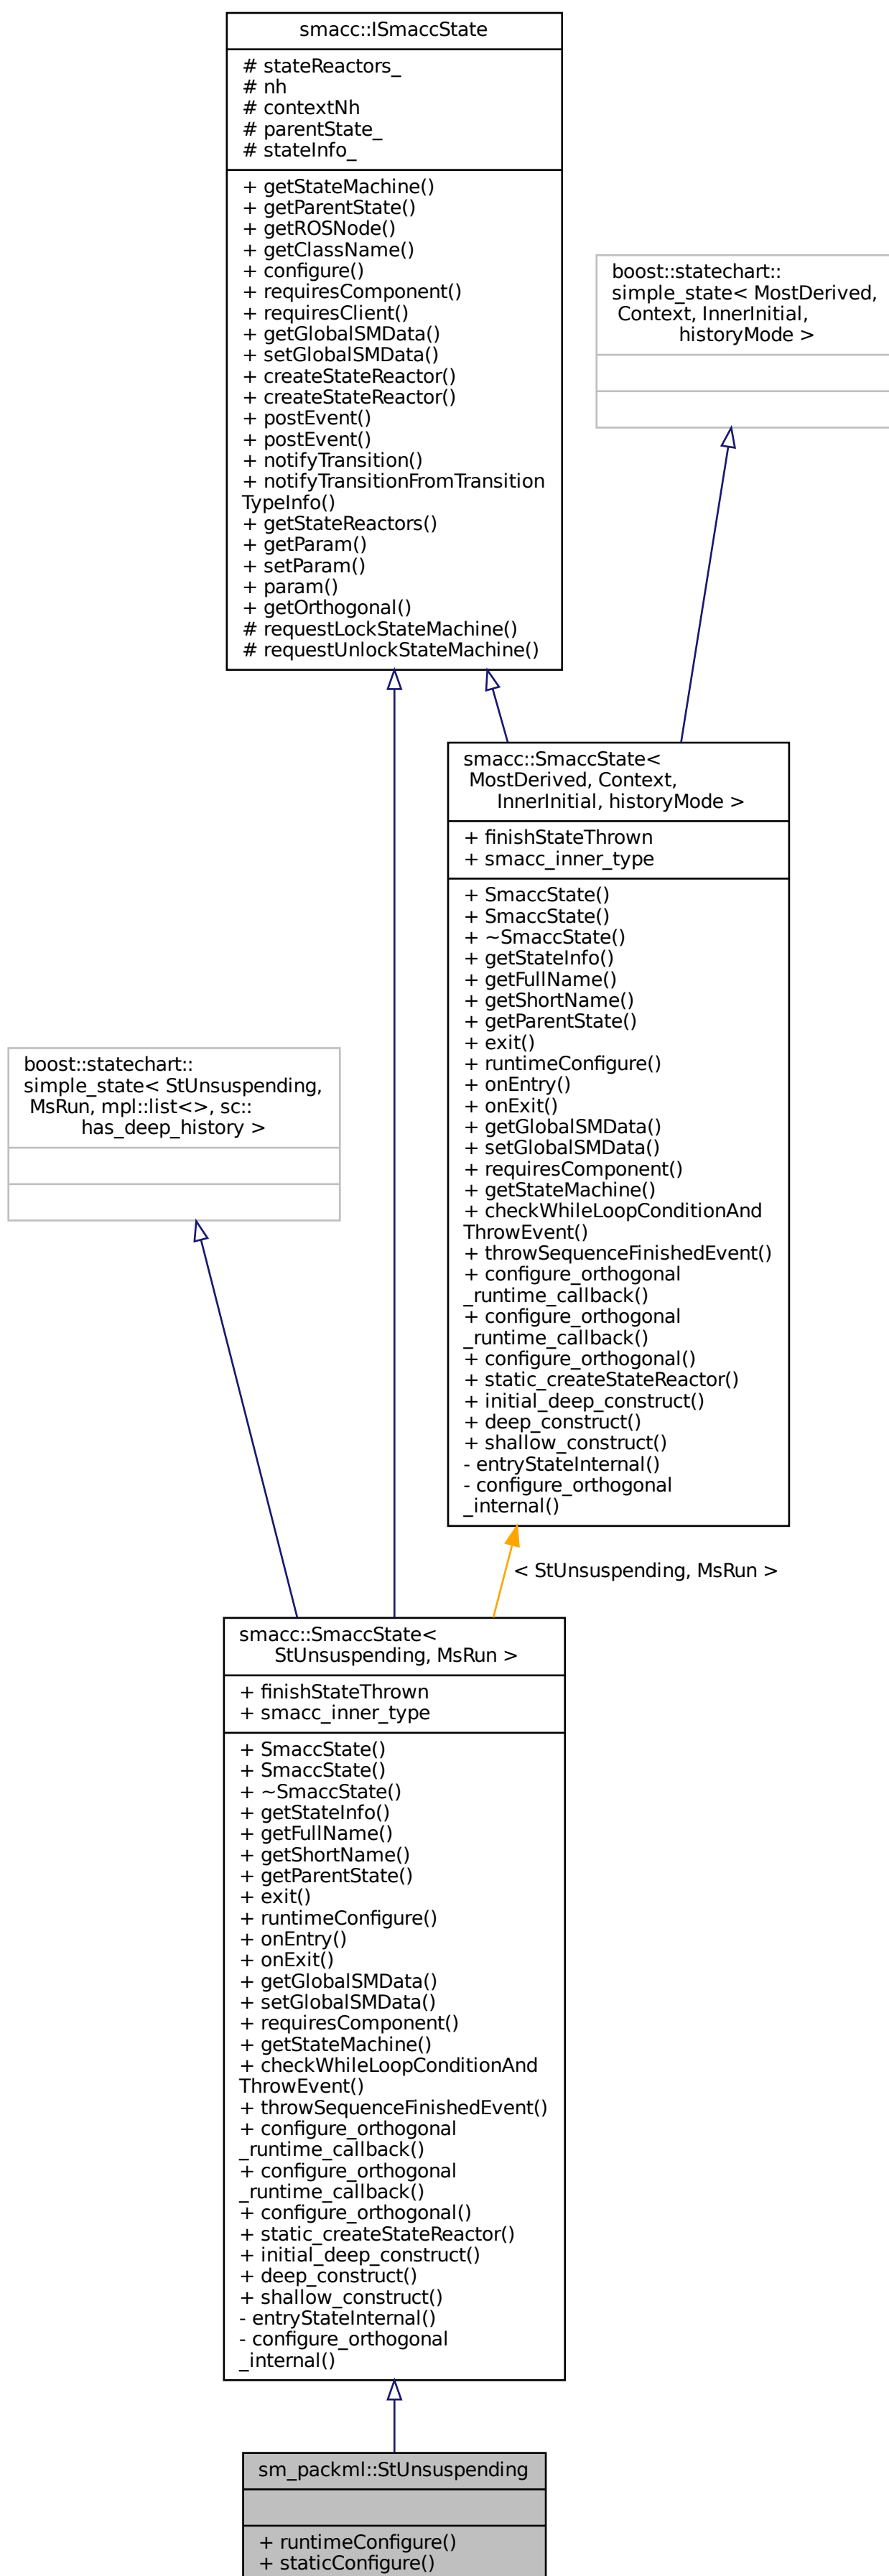 smacc::ISmaccState
# stateReactors_
# nh
# contextNh
# parentState_
# stateInfo_
+ getStateMachine()
+ getParentState()
+ getROSNode()
+ getClassName()
+ configure()
+ requiresComponent()
+ requiresClient()
+ getGlobalSMData()
+ setGlobalSMData()
+ createStateReactor()
+ createStateReactor()
+ postEvent()
+ postEvent()
+ notifyTransition()
+ notifyTransitionFromTransition
TypeInfo()
+ getStateReactors()
+ getParam()
+ setParam()
+ param()
+ getOrthogonal()
# requestLockStateMachine()
# requestUnlockStateMachine()
boost::statechart::
simple_state< MostDerived,
Context, InnerInitial,
historyMode >
smacc::SmaccState<
MostDerived, Context,
InnerInitial, historyMode >
+ finishStateThrown
+ smacc_inner_type
+ SmaccState()
+ SmaccState()
+ ~SmaccState()
+ getStateInfo()
+ getFullName()
+ getShortName()
+ getParentState()
+ exit()
+ runtimeConfigure()
+ onEntry()
+ onExit()
+ getGlobalSMData()
+ setGlobalSMData()
+ requiresComponent()
+ getStateMachine()
+ checkWhileLoopConditionAnd
ThrowEvent()
+ throwSequenceFinishedEvent()
+ configure_orthogonal
_runtime_callback()
+ configure_orthogonal
_runtime_callback()
+ configure_orthogonal()
+ static_createStateReactor()
+ initial_deep_construct()
+ deep_construct()
+ shallow_construct()
- entryStateInternal()
- configure_orthogonal
_internal()
boost::statechart::
simple_state< StUnsuspending,
MsRun, mpl::list<>, sc::
has_deep_history >
< StUnsuspending, MsRun >
smacc::SmaccState<
StUnsuspending, MsRun >
+ finishStateThrown
+ smacc_inner_type
+ SmaccState()
+ SmaccState()
+ ~SmaccState()
+ getStateInfo()
+ getFullName()
+ getShortName()
+ getParentState()
+ exit()
+ runtimeConfigure()
+ onEntry()
+ onExit()
+ getGlobalSMData()
+ setGlobalSMData()
+ requiresComponent()
+ getStateMachine()
+ checkWhileLoopConditionAnd
ThrowEvent()
+ throwSequenceFinishedEvent()
+ configure_orthogonal
_runtime_callback()
+ configure_orthogonal
_runtime_callback()
+ configure_orthogonal()
+ static_createStateReactor()
+ initial_deep_construct()
+ deep_construct()
+ shallow_construct()
- entryStateInternal()
- configure_orthogonal
_internal()
sm_packml::StUnsuspending
+ runtimeConfigure()
+ staticConfigure()